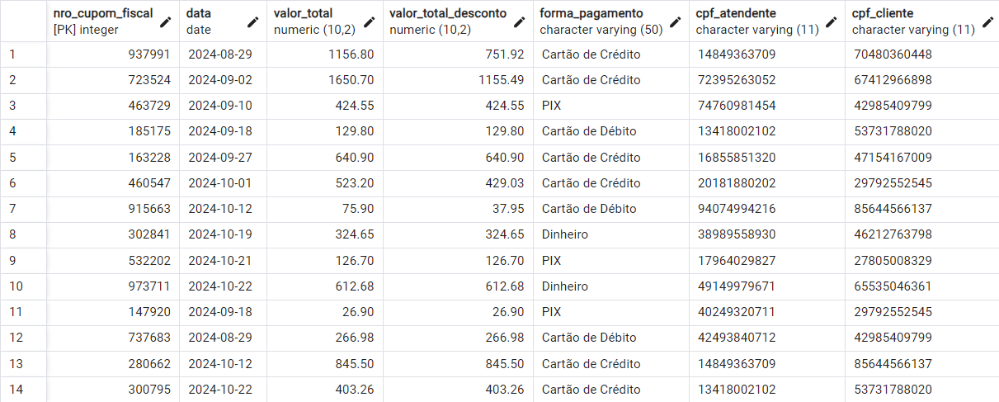 nro_cupom_fiscal data valor_total valor_total_desconto forma_pagamento cpf_atendente cpf_cliente
[PK] integer date numeric (10,2) numeric (10,2) character varying (50) character varying (11) character varying (11)
1 937991 2024-08-29 1156.80 751.92 Cartão de Crédito 14849363709 70480360448
2 723524 2024-09-02 1650.70 1155.49 Cartão de Crédito 72395263052 67412966898
3 463729 2024-09-10 424.55 424.55 PIX 74760981454 42985409799
4 185175 2024-09-18 129.80 129.80 Cartão de Débito 13418002102 53731788020
5 163228 2024-09-27 640.90 640.90 Cartão de Crédito 16855851320 47154167009
6 460547 2024-10-01 523.20 429.03 Cartão de Crédito 20181880202 29792552545
7 915663 2024-10-12 75.90 37.95 Cartão de Débito 94074994216 85644566137
8 302841 2024-10-19 324.65 324.65 Dinheiro 38989558930 46212763798
9 532202 2024-10-21 126.70 126.70 PIX 17964029827 27805008329
10 973711 2024-10-22 612.68 612.68 Dinheiro 49149979671 65535046361
11 147920 2024-09-18 26.90 26.90 PIX 40249320711 29792552545
12 737683 2024-08-29 266.98 266.98 Cartão de Débito 42493840712 42985409799
13 280662 2024-10-12 845.50 845.50 Cartão de Crédito 14849363709 85644566137
14 300795 2024-10-22 403.26 403.26 Cartão de Crédito 13418002102 53731788020